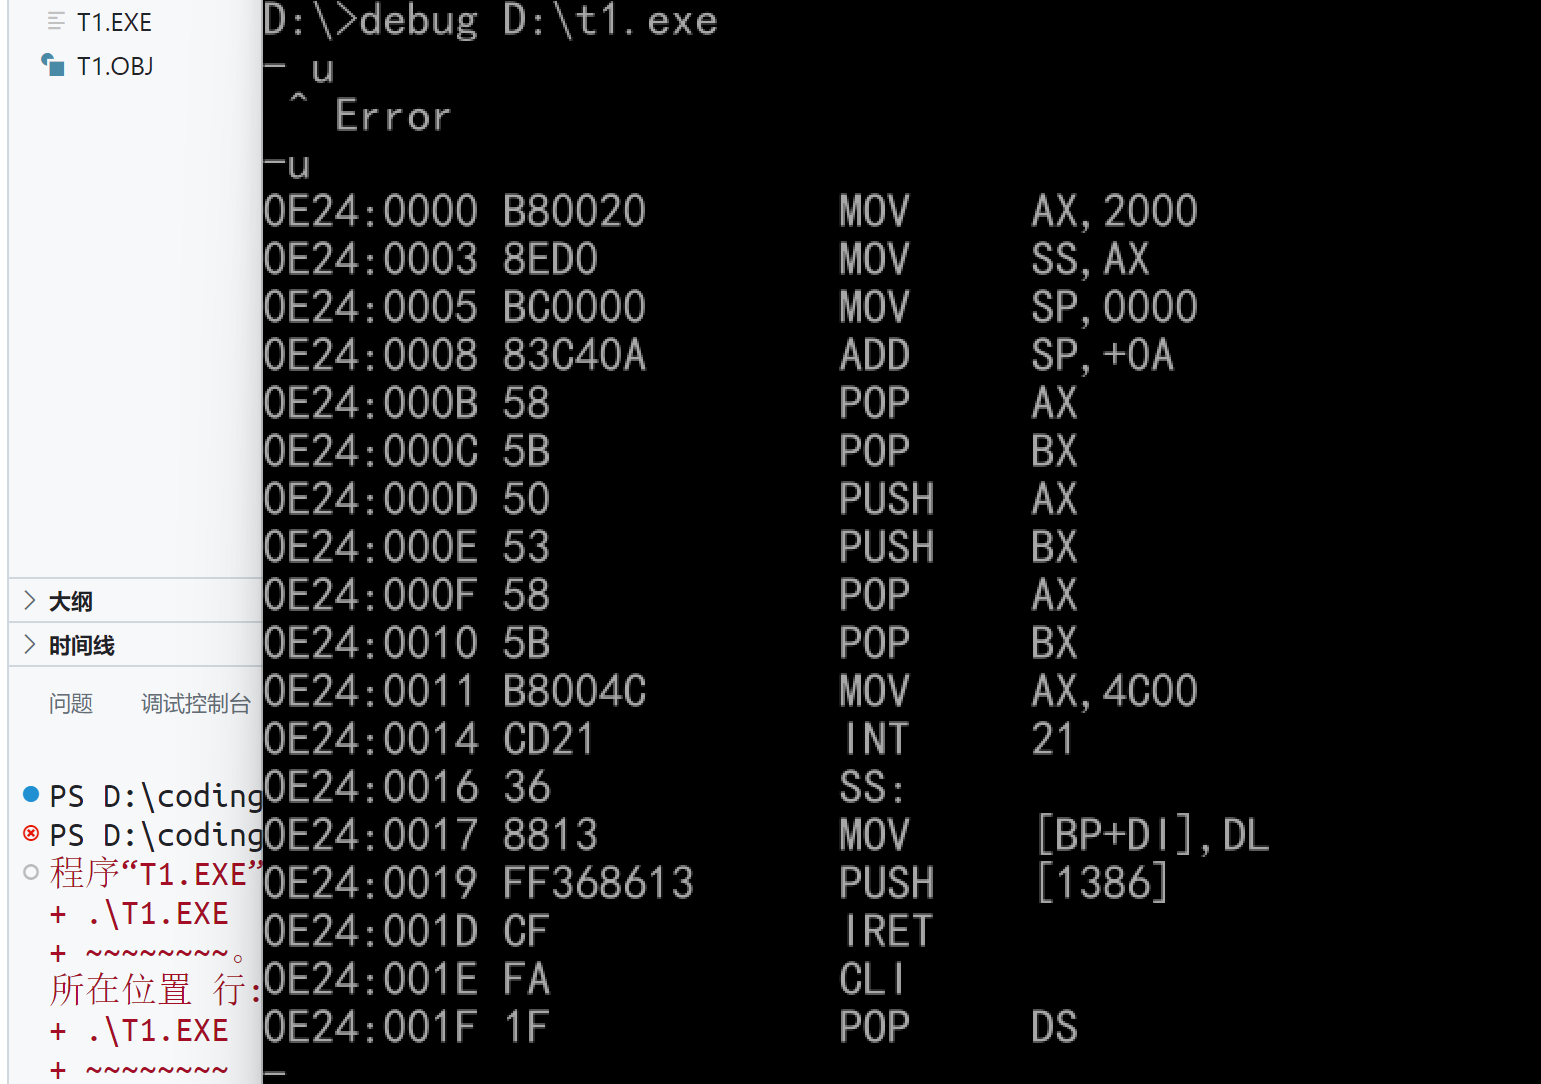 T1.EXE
T1.OBJ
大纲
时间线
问题 调试控制台
PS D:\coding
PS D:\coding
程序“T1.EXE”
+ .\T1.EXE
+ ~~~~~~~~。
所在位置 行:
+ .\T1.EXE
+ ~~~~~~~~
D:\>debug D:\t1.exe
- u
^ Error
-u
0E24:0000 B80020 MOV AX,2000
0E24:0003 8ED0 MOV SS,AX
0E24:0005 BC0000 MOV SP,0000
0E24:0008 83C40A ADD SP,+0A
0E24:000B 58 POP AX
0E24:000C 5B POP BX
0E24:000D 50 PUSH AX
0E24:000E 53 PUSH BX
0E24:000F 58 POP AX
0E24:0010 5B POP BX
0E24:0011 B8004C MOV AX,4C00
0E24:0014 CD21 INT 21
0E24:0016 36 SS:
0E24:0017 8813 MOV [BP+DI],DL
0E24:0019 FF368613 PUSH [1386]
0E24:001D CF IRET
0E24:001E FA CLI
0E24:001F 1F POP DS
-